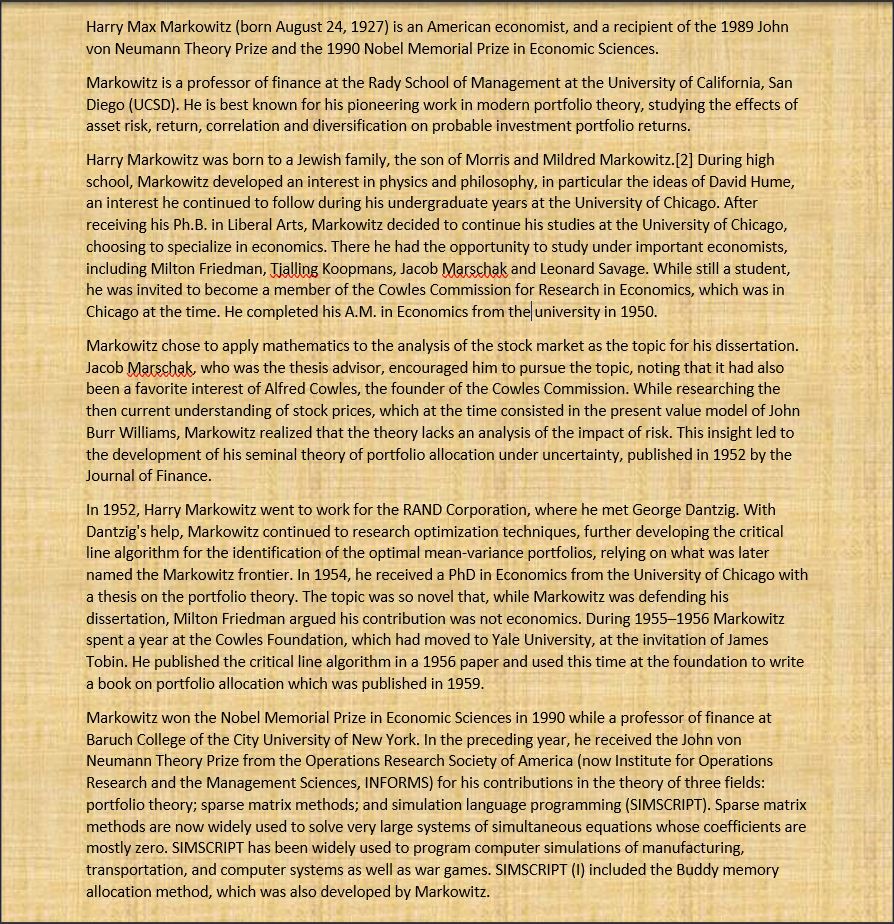 Harry Max Markowitz (born August 24, 1927) is an American economist, and a recipient of the 1989 John
von Neumann Theory Prize and the 1990 Nobel Memorial Prize in Economic Sciences.
Markowitz is a professor of finance at the Rady School of Management at the University of California, San
Diego (UCSD). He is best known for his pioneering work in modern portfolio theory, studying the effects of
asset risk, return, correlation and diversification on probable investment portfolio returns.
Harry Markowitz was born to a Jewish family, the son of Morris and Mildred Markowitz.[2] During high
school, Markowitz developed an interest in physics and philosophy, in particular the ideas of David Hume,
an interest he continued to follow during his undergraduate years at the University of Chicago. After
receiving his Ph.B. in Liberal Arts, Markowitz decided to continue his studies at the University of Chicago,
choosing to specialize in economics. There he had the opportunity to study under important economists,
including Milton Friedman, Tjalling Koopmans, Jacob Marschak and Leonard Savage. While still a student,
he was invited to become a member of the Cowles Commission for Research in Economics, which was in
Chicago at the time. He completed his A.M. in Economics from the university in 1950.
Markowitz chose to apply mathematics to the analysis of the stock market as the topic for his dissertation.
Jacob Marschak, who was the thesis advisor, encouraged him to pursue the topic, noting that it had also
been a favorite interest of Alfred Cowles, the founder of the Cowles Commission. While researching the
then current understanding of stock prices, which at the time consisted in the present value model of John
Burr Williams, Markowitz realized that the theory lacks an analysis of the impact of risk. This insight led to
the development of his seminal theory of portfolio allocation under uncertainty, published in 1952 by the
Journal of Finance.
In 1952, Harry Markowitz went to work for the RAND Corporation, where he met George Dantzig. With
Dantzig's help, Markowitz continued to research optimization techniques, further developing the critical
line algorithm for the identification of the optimal mean-variance portfolios, relying on what was later
named the Markowitz frontier. In 1954, he received a PhD in Economics from the University of Chicago with
a thesis on the portfolio theory. The topic was so novel that, while Markowitz was defending his
dissertation, Milton Friedman argued his contribution was not economics. During 1955–1956 Markowitz
spent a year at the Cowles Foundation, which had moved to Yale University, at the invitation of James
Tobin. He published the critical line algorithm in a 1956 paper and used this time at the foundation to write
a book on portfolio allocation which was published in 1959.
Markowitz won the Nobel Memorial Prize in Economic Sciences in 1990 while a professor of finance at
Baruch College of the City University of New York. In the preceding year, he received the John von
Neumann Theory Prize from the Operations Research Society of America (now Institute for Operations
Research and the Management Sciences, INFORMS) for his contributions in the theory of three fields:
portfolio theory; sparse matrix methods; and simulation language programming (SIMSCRIPT). Sparse matrix
methods are now widely used to solve very large systems of simultaneous equations whose coefficients are
mostly zero. SIMSCRIPT has been widely used to program computer simulations of manufacturing,
transportation, and computer systems as well as war games. SIMSCRIPT (I) included the Buddy memory
allocation method, which was also developed by Markowitz.